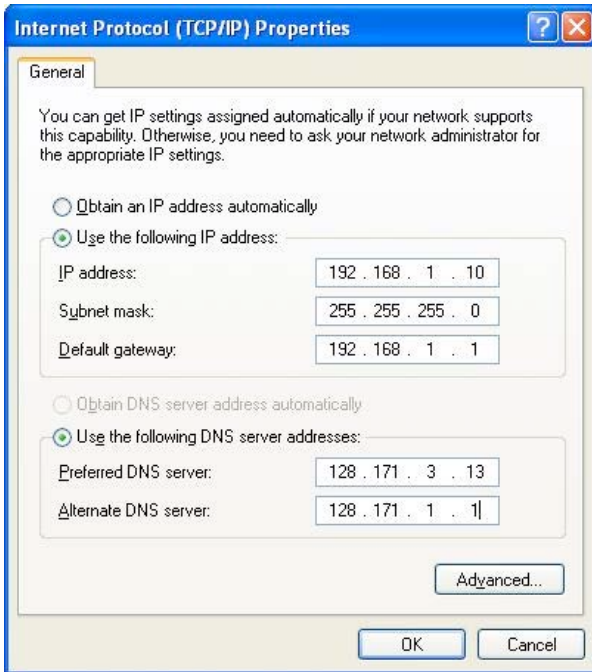 Internet Protocol (TCP/IP) Properties
General
You can get IP settings assigned automatically if your network supports
this capability. Otherwise, you need to ask your network administrator for
the appropriate IP settings.
Obtain an IP address automatically
Use the following IP address:
IP address: 192 . 168 . 1 . 10
Subnet mask: 255 . 255 . 255 . 0
Default gateway: 192 . 168 . 1 . 1
Obtain DNS server address automatically
Use the following DNS server addresses:
Preferred DNS server: 128 . 171 . 3 . 13
Alternate DNS server: 128 . 171 . 1 . 1
Advanced...
OK Cancel